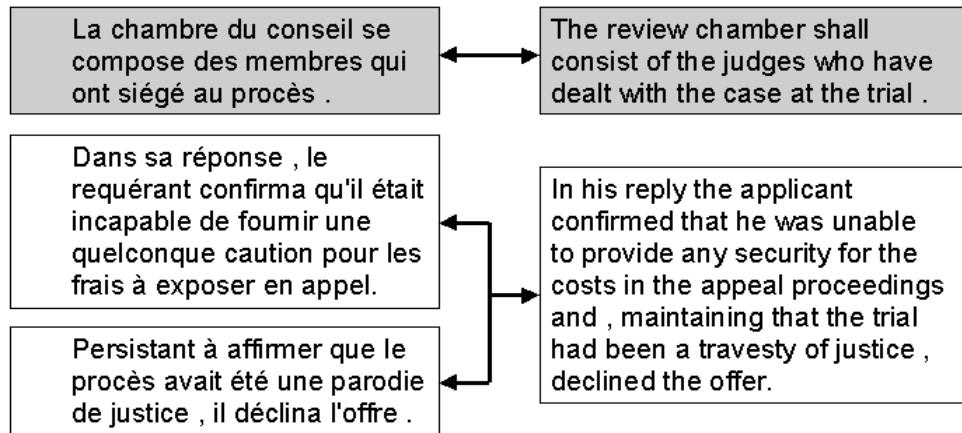 La chambre du conseil se
compose des membres qui
ont siégé au procès .
The review chamber shall
consist of the judges who have
dealt with the case at the trial .
Dans sa réponse , le
requérant confirma qu'il était
incapable de fournir une
quelconque caution pour les
frais à exposer en appel.
Persistant à affirmer que le
procès avait été une parodie
de justice , il déclina l'offre .
In his reply the applicant
confirmed that he was unable
to provide any security for the
costs in the appeal proceedings
and , maintaining that the trial
had been a travesty of justice ,
declined the offer.